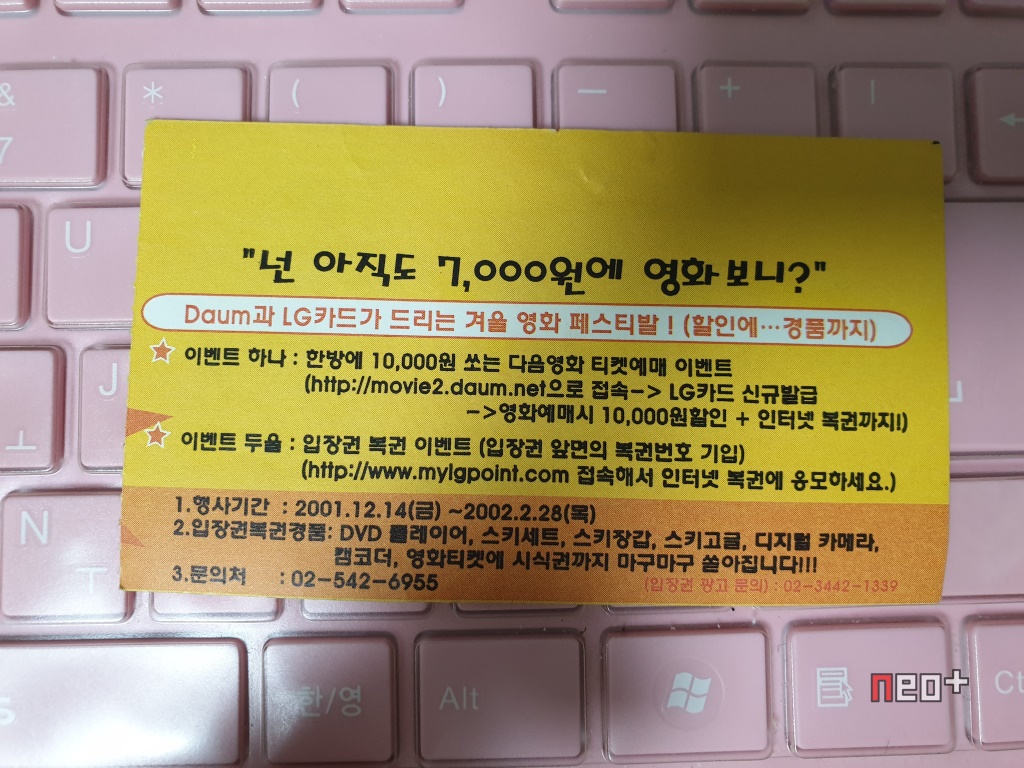 &
7
*
(
)
—
+
|
←
U
"넌 아직도 7,000원에 영화보니?"
Daum과 LG카드가 드리는 겨울 영화 페스티발 ! (할인에…경품까지)
J
이벤트 하나 : 한방에 10,000원 쏘는 다음영화 티켓예매 이벤트
(http://movie2.daum.net으로 접속-> LG카드 신규발급
->영화예매시 10,000원할인 + 인터넷 복권까지!)
ㅗ
이벤트 두울 : 입장권 복권 이벤트 (입장권 앞면의 복권번호 기입)
(http://www.mylgpoint.com 접속해서 인터넷 복권에 응모하세요.)
N
ㅜ
1.행사기간 : 2001.12.14(금) ~2002.2.28(목)
2.입장권복권경품: DVD 플레이어, 스키세트, 스키장갑, 스키고글, 디지털 카메라,
캠코더, 영화티켓에 시식권까지 마구마구 쏟아집니다!!!
3.문의처 : 02-542-6955
(입장권 광고 문의) : 02-3442-1339
한/영
Alt
neo+